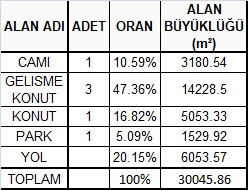 ALAN ADI ADET ORAN ALAN BÜYÜKLÜĞÜ (m²)
CAMI 1 10.59% 3180.54
GELISME KONUT 3 47.36% 14228.5
KONUT 1 16.82% 5053.33
PARK 1 5.09% 1529.92
YOL 20.15% 6053.57
TOPLAM 100% 30045.86